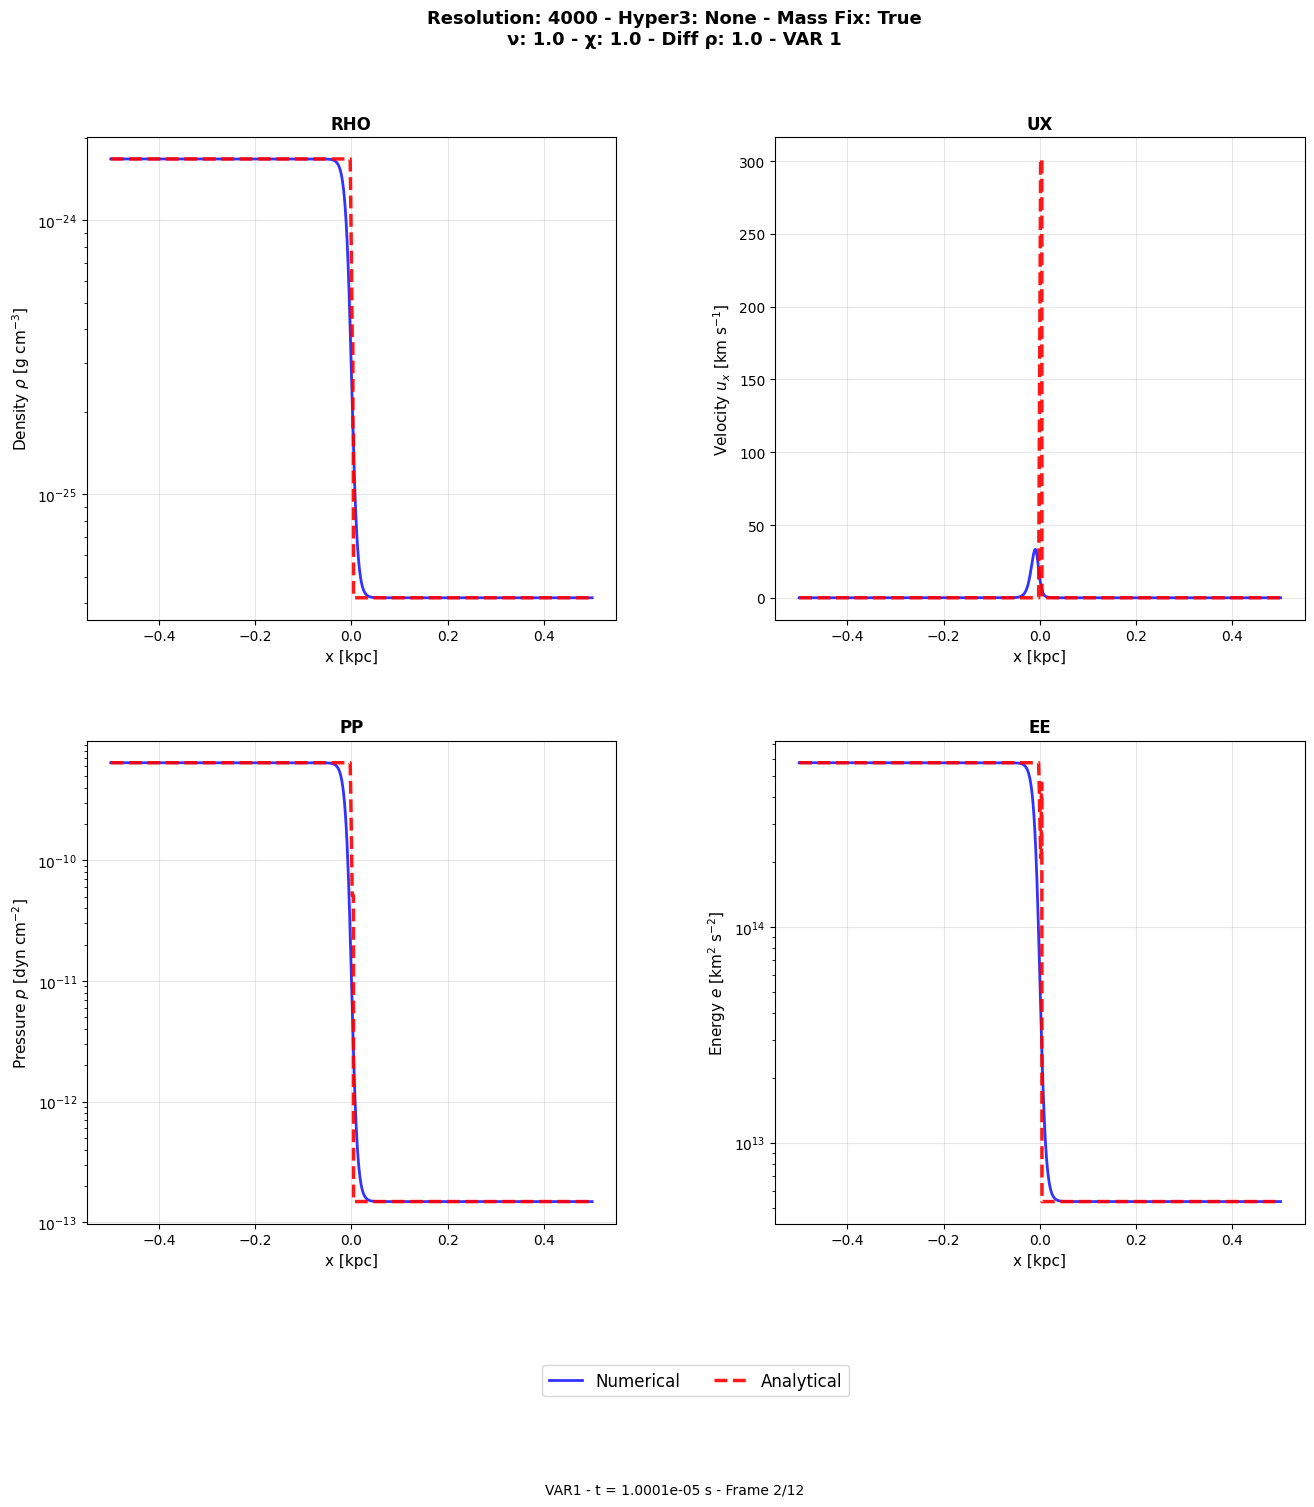 Resolution: 4000 - Hyper3: None - Mass Fix: True
ν: 1.0 - χ: 1.0 - Diff ρ: 1.0 - VAR 1
RHO
Density ρ [g cm⁻³]
10⁻²⁴
10⁻²⁵
−0.4 −0.2 0.0 0.2 0.4
x [kpc]
UX
Velocity uₓ [km s⁻¹]
300
250
200
150
100
50
0
−0.4 −0.2 0.0 0.2 0.4
x [kpc]
PP
Pressure p [dyn cm⁻²]
10⁻¹⁰
10⁻¹¹
10⁻¹²
10⁻¹³
−0.4 −0.2 0.0 0.2 0.4
x [kpc]
EE
Energy e [km² s⁻²]
10¹⁴
10¹³
−0.4 −0.2 0.0 0.2 0.4
x [kpc]
Numerical Analytical
VAR1 - t = 1.0001e-05 s - Frame 2/12